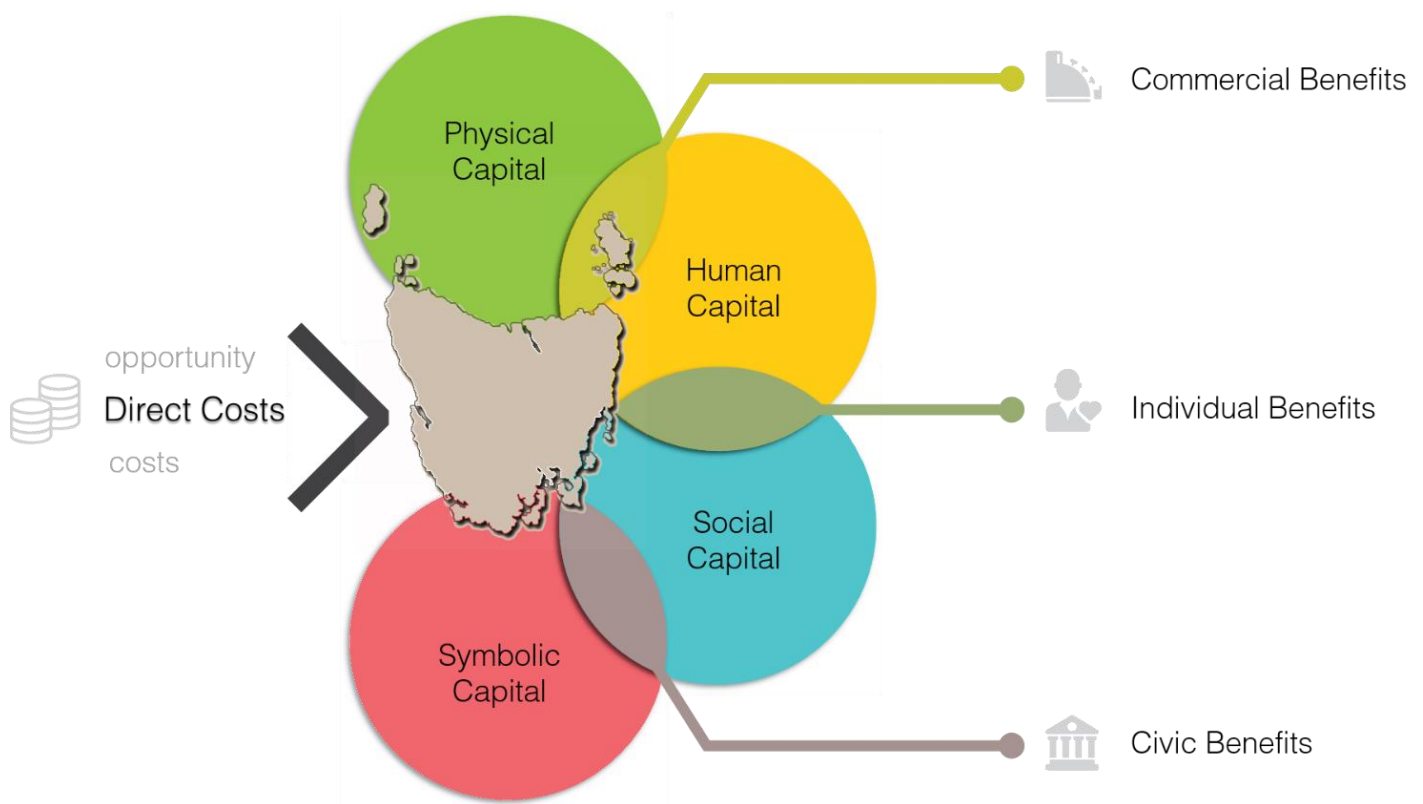 Physical
Capital
Commercial Benefits
Human
Capital
opportunity
Direct Costs
costs
Individual Benefits
Social
Capital
Symbolic
Capital
Civic Benefits